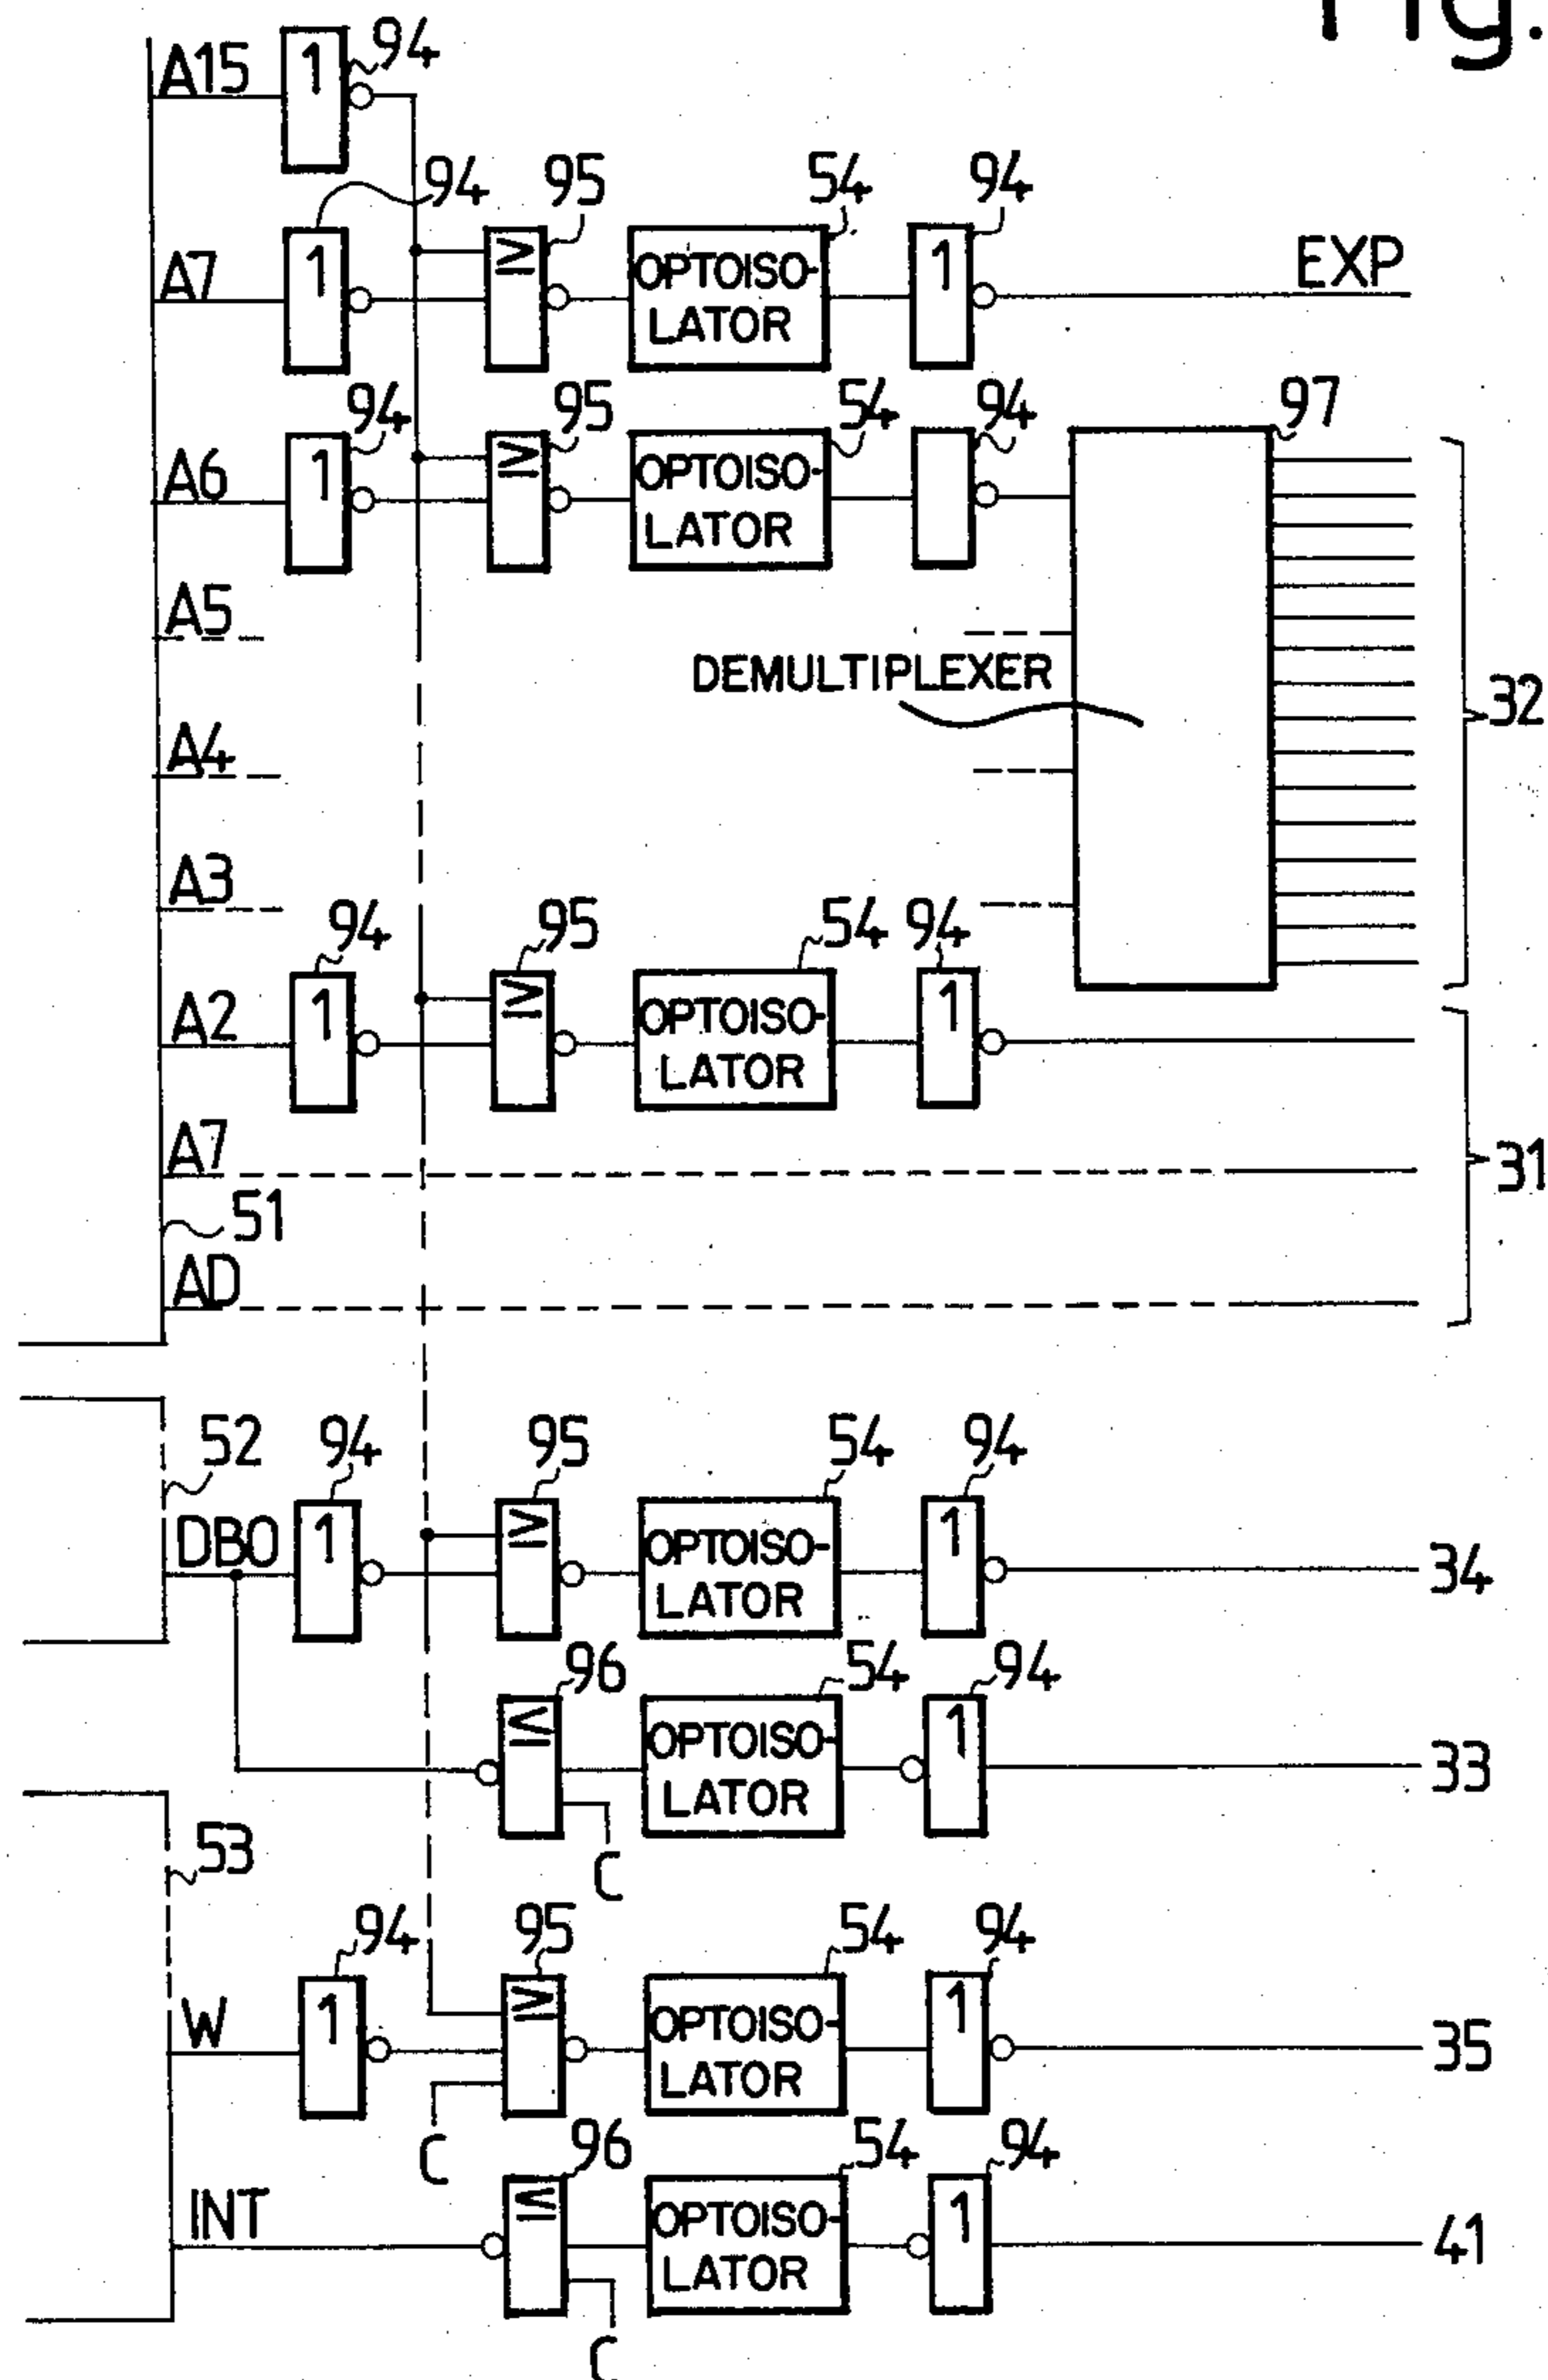 Fig.
A15 1 94
94 95 54 94
A7 1 ≥ OPTOISO-
LATOR 1 EXP
94 95 54 94 97
A6 1 ≥ OPTOISO-
LATOR
A5
DEMULTIPLEXER
32
A4
A3
94 95 54 94
A2 1 ≥ OPTOISO-
LATOR 1
A7
31
51
AD
52 94 95 54 94
DBO 1 ≥ OPTOISO-
LATOR 1 34
96 54 94
≤ OPTOISO-
LATOR 1 33
C
53
94 95 54 94
W 1 ≥ OPTOISO-
LATOR 1 35
C
96 54 94
INT ≤ OPTOISO-
LATOR 1 41
C